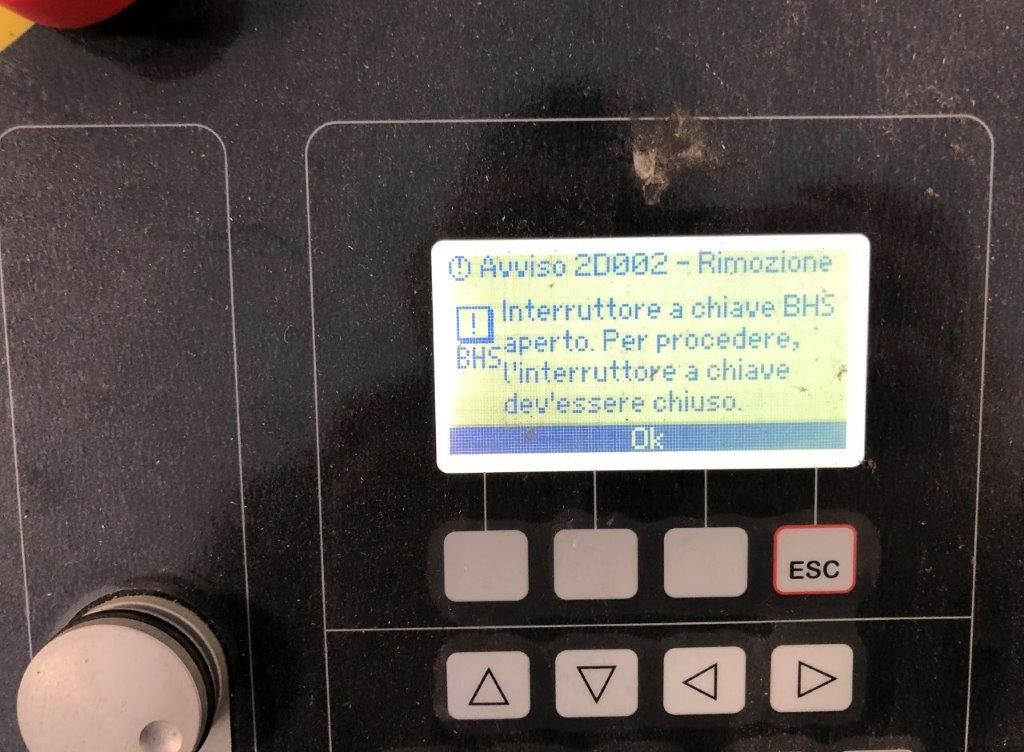 Avviso 2D002 - Rimozione
Interruttore a chiave BHS
aperto. Per procedere,
l'interruttore a chiave
dev'essere chiuso.
BHS
Ok
ESC